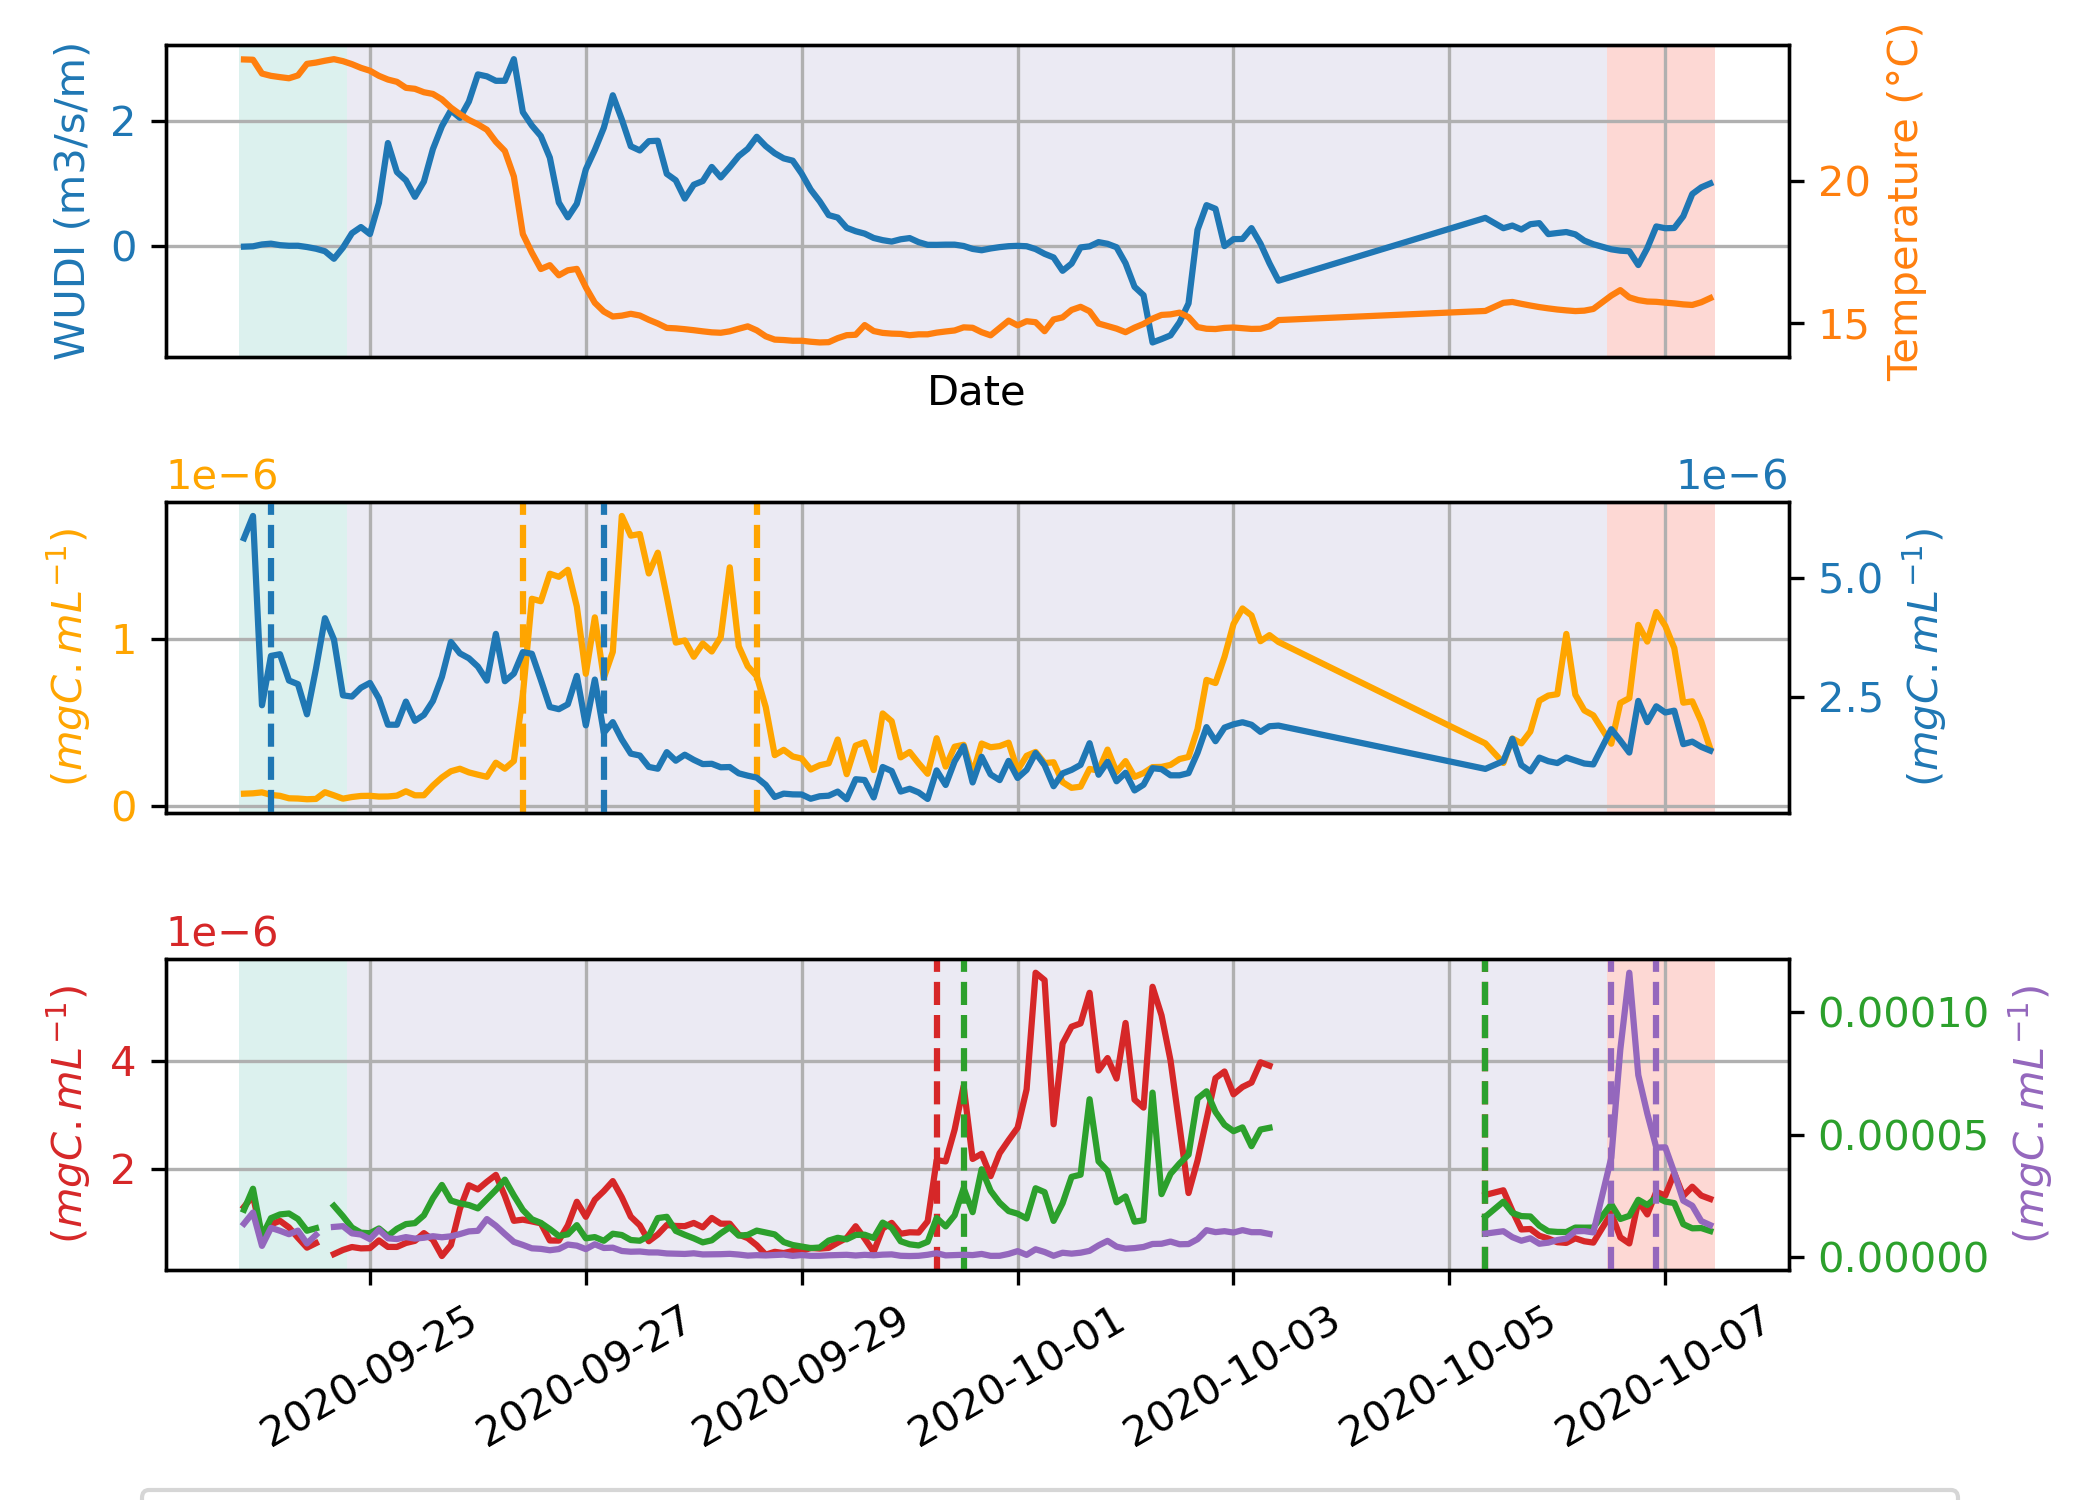 WUDI (m3/s/m)
2
0
20
15
Temperature (°C)
Date
1e−6
1e−6
(mgC.mL⁻¹)
1
0
5.0
2.5
(mgC.mL⁻¹)
1e−6
(mgC.mL⁻¹)
4
2
0.00010
0.00005
0.00000
(mgC.mL⁻¹)
2020-09-25
2020-09-27
2020-09-29
2020-10-01
2020-10-03
2020-10-05
2020-10-07